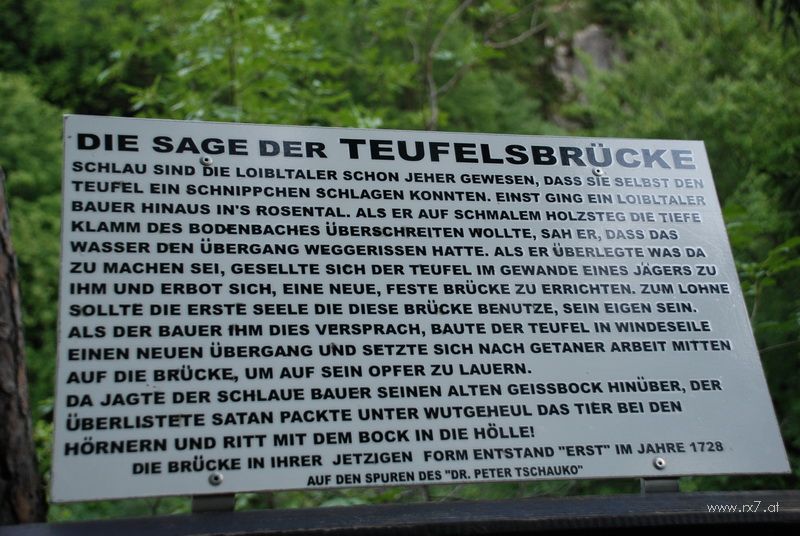 DIE SAGE DER TEUFELSBRÜCKE
SCHLAU SIND DIE LOIBLTALER SCHON JEHER GEWESEN, DASS SIE SELBST DEN
TEUFEL EIN SCHNIPPCHEN SCHLAGEN KONNTEN. EINST GING EIN LOIBLTALER
BAUER HINAUS IN'S ROSENTAL. ALS ER AUF SCHMALEM HOLZSTEG DIE TIEFE
KLAMM DES BODENBACHES ÜBERSCHREITEN WOLLTE, SAH ER, DASS DAS
WASSER DEN ÜBERGANG WEGGERISSEN HATTE. ALS ER ÜBERLEGTE WAS DA
ZU MACHEN SEI, GESELLTE SICH DER TEUFEL IM GEWANDE EINES JÄGERS ZU
IHM UND ERBOT SICH, EINE NEUE, FESTE BRÜCKE ZU ERRICHTEN. ZUM LOHNE
SOLLTE DIE ERSTE SEELE DIE DIESE BRÜCKE BENUTZE, SEIN EIGEN SEIN.
ALS DER BAUER IHM DIES VERSPRACH, BAUTE DER TEUFEL IN WINDESEILE
EINEN NEUEN ÜBERGANG UND SETZTE SICH NACH GETANER ARBEIT MITTEN
AUF DIE BRÜCKE, UM AUF SEIN OPFER ZU LAUERN.
DA JAGTE DER SCHLAUE BAUER SEINEN ALTEN GEISSBOCK HINÜBER, DER
ÜBERLISTETE SATAN PACKTE UNTER WUTGEHEUL DAS TIER BEI DEN
HÖRNERN UND RITT MIT DEM BOCK IN DIE HÖLLE!
DIE BRÜCKE IN IHRER JETZIGEN FORM ENTSTAND "ERST" IM JAHRE 1728
AUF DEN SPUREN DES "DR. PETER TSCHAUKO"
www.rx7.at